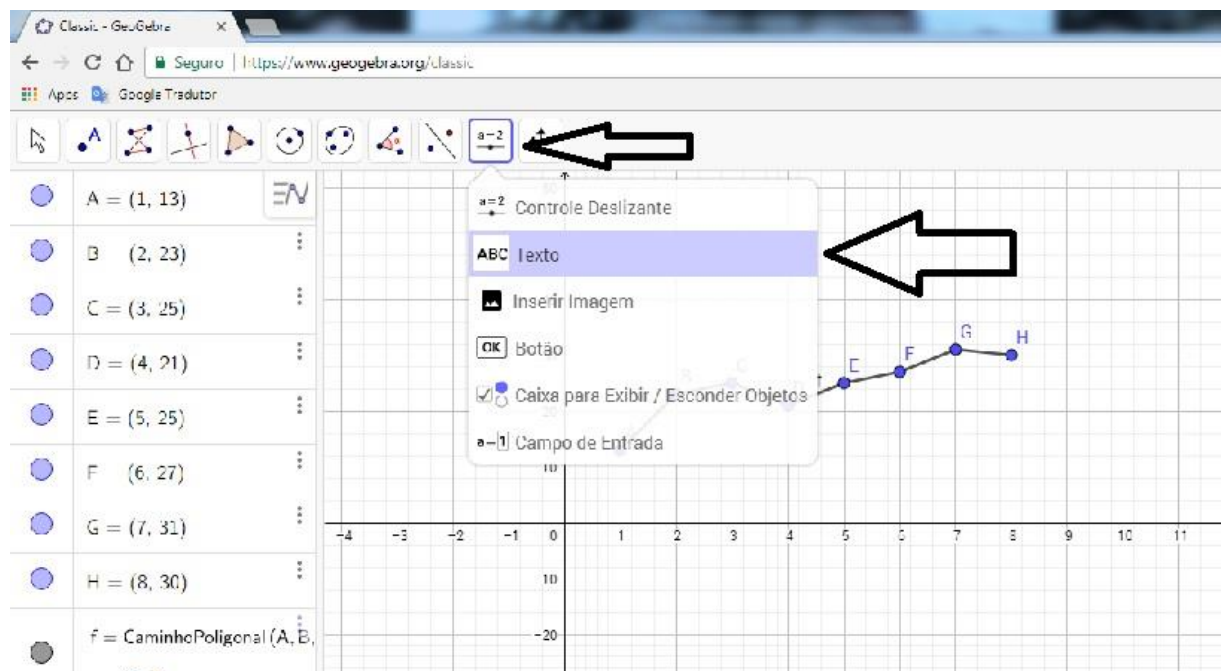 Classic - GeoGebra
Seguro | https://www.geogebra.org/classic
Apps Google Tradutor
A
a=2
A = (1, 13)
B (2, 23)
C = (3, 25)
D = (4, 21)
E = (5, 25)
F (6, 27)
G = (7, 31)
H = (8, 30)
f = CaminhoPoligonal (A, B,
a=2 Controle Deslizante
ABC Texto
Inserir Imagem
OK Botão
Caixa para Exibir / Esconder Objetos
a=1 Campo de Entrada
E
F
G
H
10
-4 -3 -2 -1 0 1 2 3 4 5 6 7 8 9 10 11
10
-20